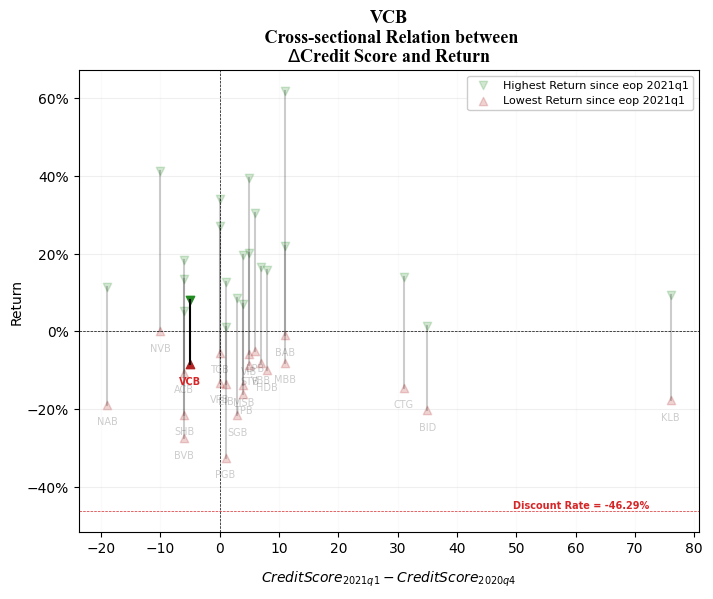 VCB
Cross-sectional Relation between
ΔCredit Score and Return
Highest Return since eop 2021q1
Lowest Return since eop 2021q1
Return
60%
40%
20%
0%
−20%
−40%
NVB
BAB
TCB
VCB
MBB
HDB
ACB
NAB
CTG
KLB
MSB
TPB
SHB
SGB
BID
BVB
PGB
Discount Rate = -46.29%
−20 −10 0 10 20 30 40 50 60 70 80
CreditScore2021q1 − CreditScore2020q4